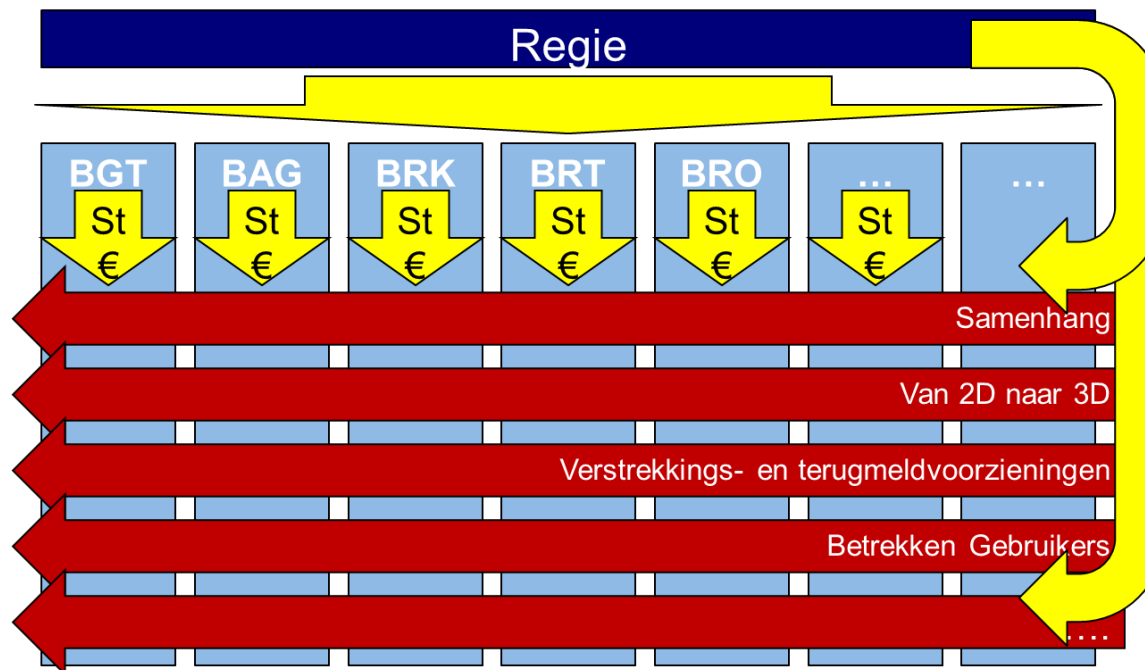 Regie
BGT BAG BRK BRT BRO ... ...
St St St St St St
€ € € € € €
Samenhang
Van 2D naar 3D
Verstrekkings- en terugmeldvoorzieningen
Betrekken Gebruikers
....